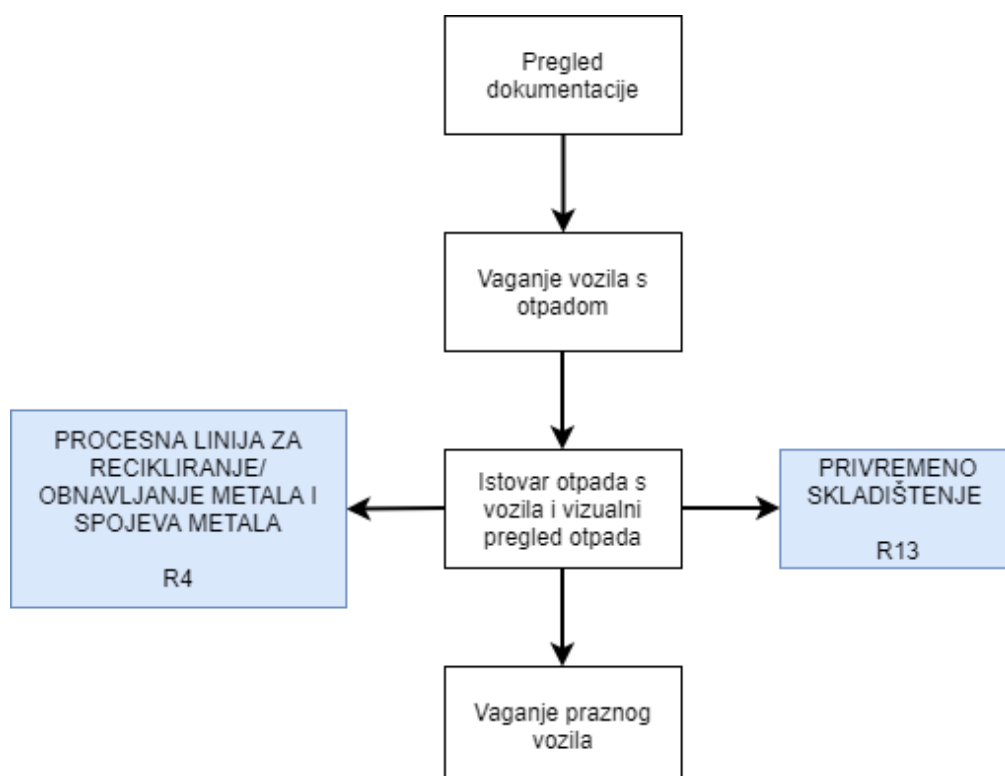 Pregled
dokumentacije
Vaganje vozila s
otpadom
PROCESNA LINIJA ZA
RECIKLIRANJE/
OBNAVLJANJE METALA I
SPOJEVA METALA
R4
Istovar otpada s
vozila i vizualni
pregled otpada
PRIVREMENO
SKLADIŠTENJE
R13
Vaganje praznog
vozila